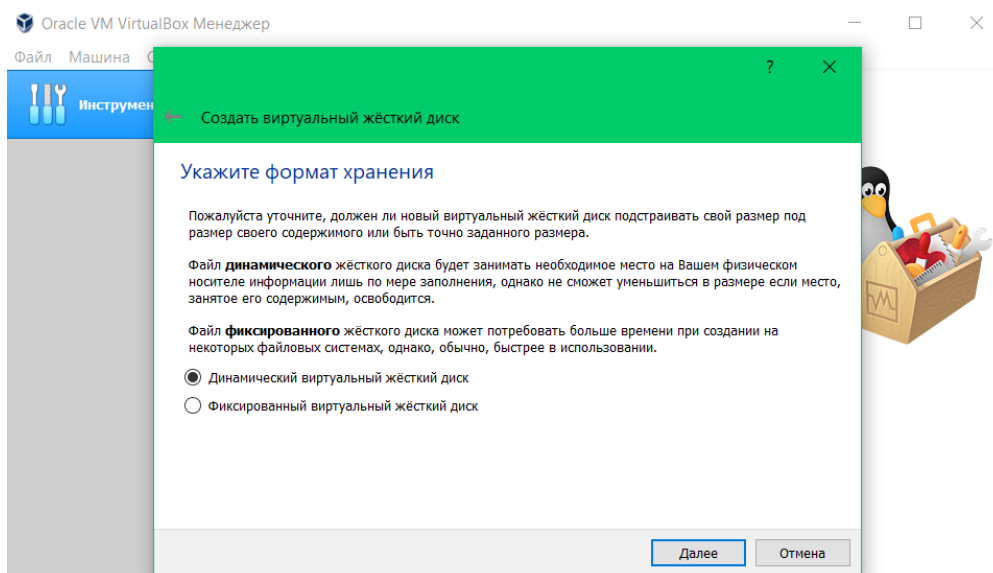 Oracle VM VirtualBox Менеджер
Файл Машина С
Инструмен
?
Создать виртуальный жёсткий диск
Укажите формат хранения
Пожалуйста уточните, должен ли новый виртуальный жёсткий диск подстраивать свой размер под
размер своего содержимого или быть точно заданного размера.
Файл динамического жёсткого диска будет занимать необходимое место на Вашем физическом
носителе информации лишь по мере заполнения, однако не сможет уменьшиться в размере если место,
занятое его содержимым, освободится.
Файл фиксированного жёсткого диска может потребовать больше времени при создании на
некоторых файловых системах, однако, обычно, быстрее в использовании.
Динамический виртуальный жёсткий диск
Фиксированный виртуальный жёсткий диск
Далее Отмена